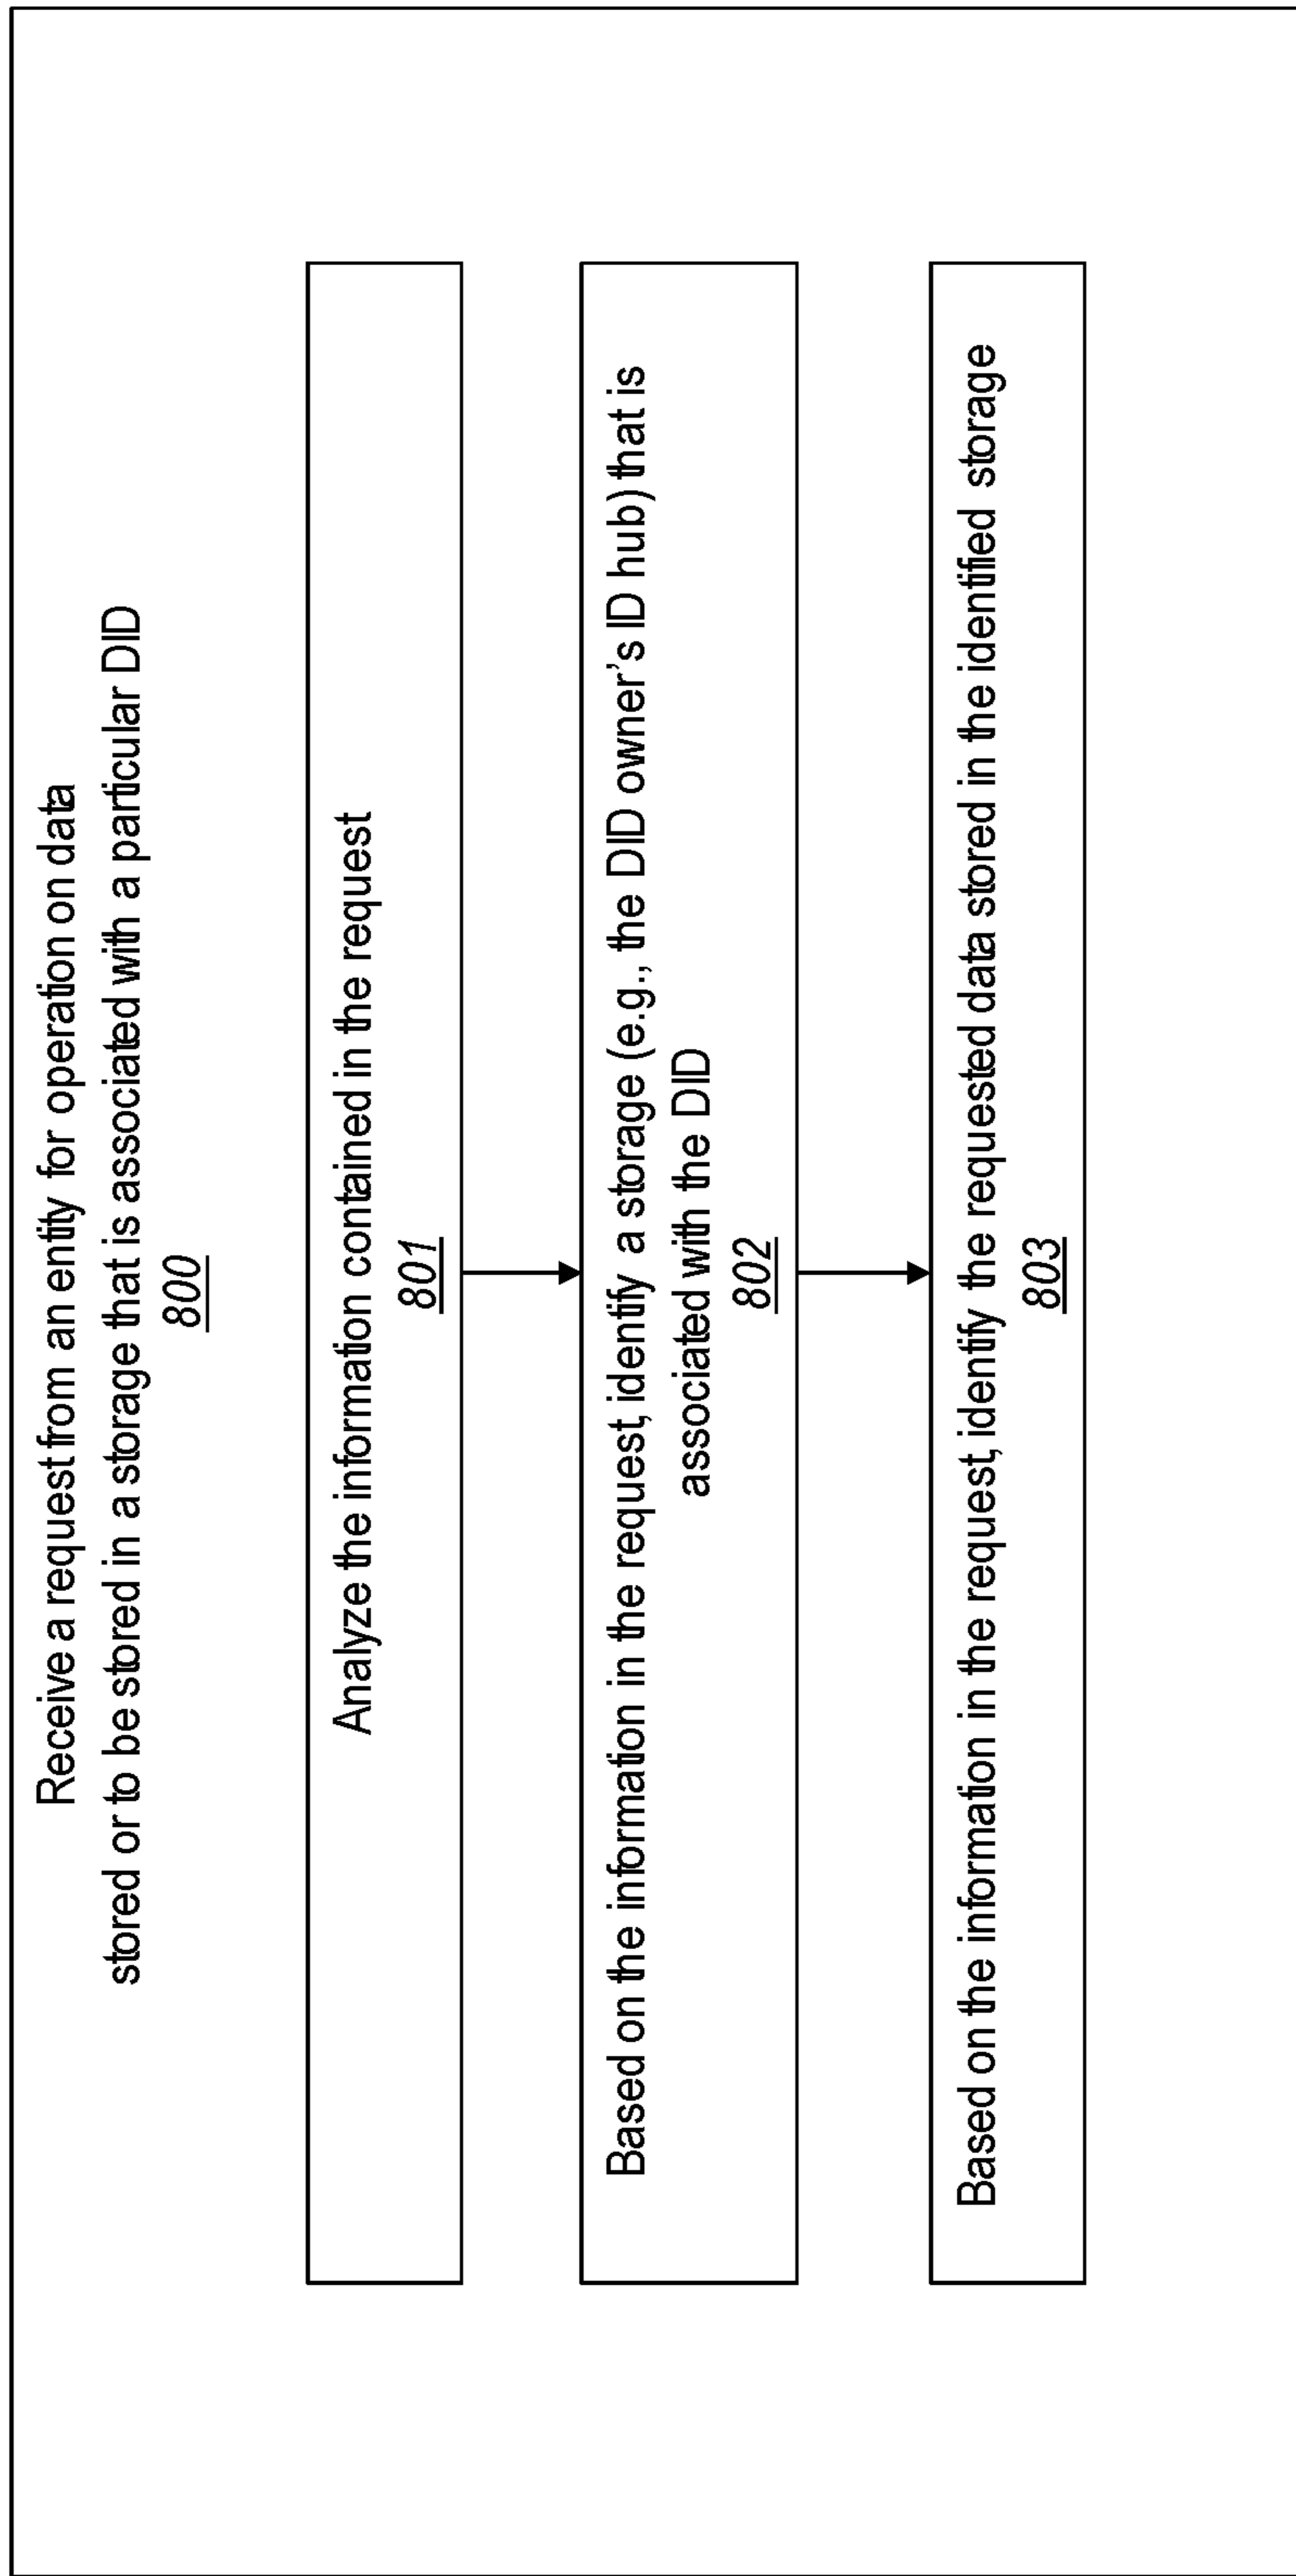 Receive a request from an entity for operation on data
stored or to be stored in a storage that is associated with a particular DID
800
Analyze the information contained in the request
801
Based on the information in the request, identify a storage (e.g., the DID owner's ID hub) that is
associated with the DID
802
Based on the information in the request, identify the requested data stored in the identified storage
803